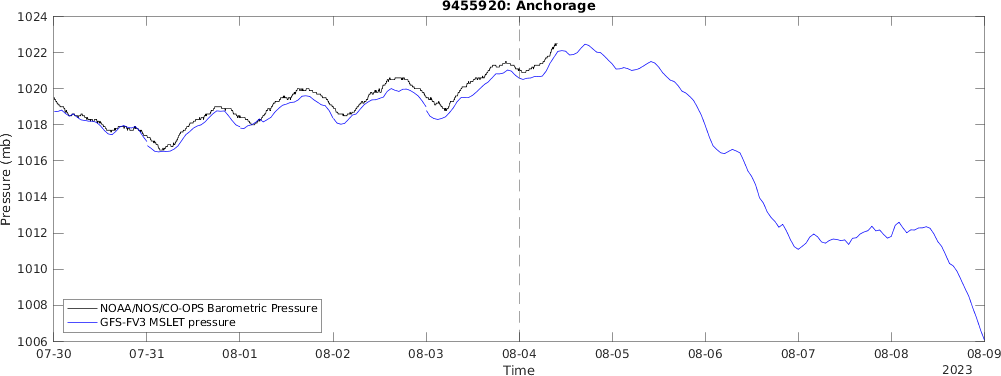 9455920: Anchorage
1024
1022
1020
1018
1016
1014
1012
1010
1008
1006
Pressure (mb)
NOAA/NOS/CO-OPS Barometric Pressure
GFS-FV3 MSLET pressure
07-30 07-31 08-01 08-02 08-03 08-04 08-05 08-06 08-07 08-08 08-09
Time
2023